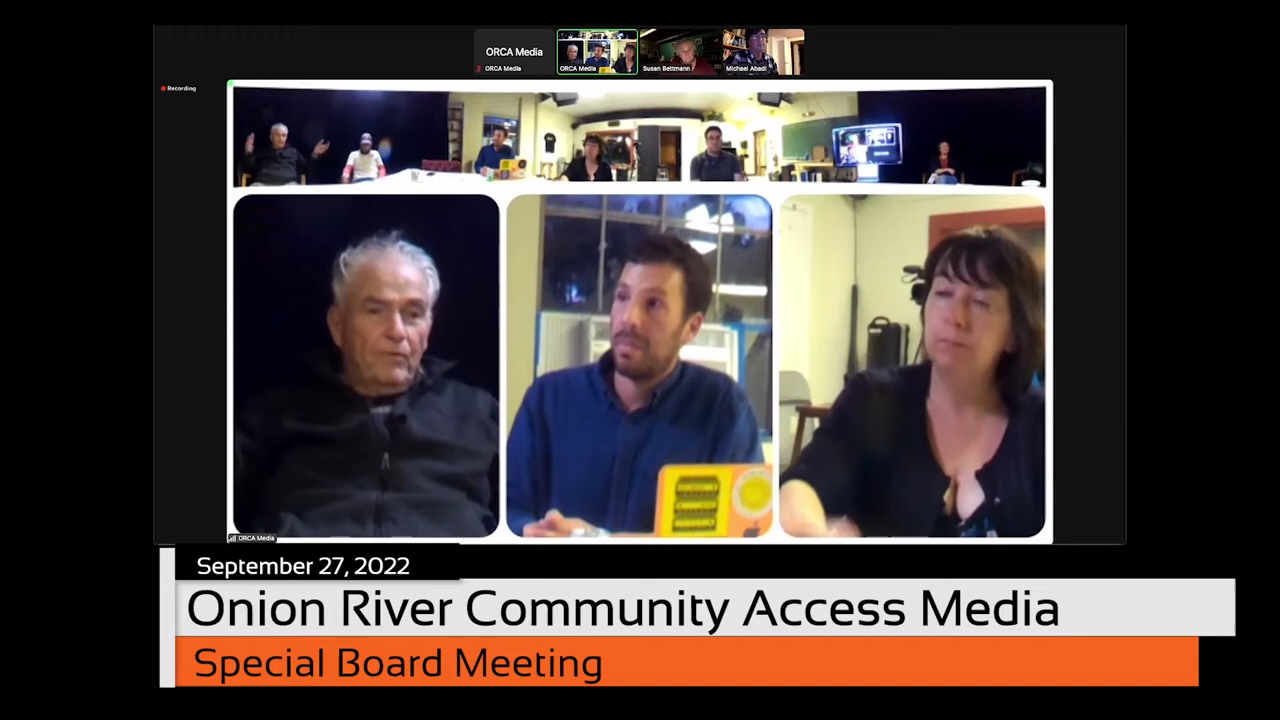 ORCA Media
ORCA Media
ORCA Media
Susan Bettmann
Michael Abadi
Recording
ORCA Media
September 27, 2022
Onion River Community Access Media
Special Board Meeting